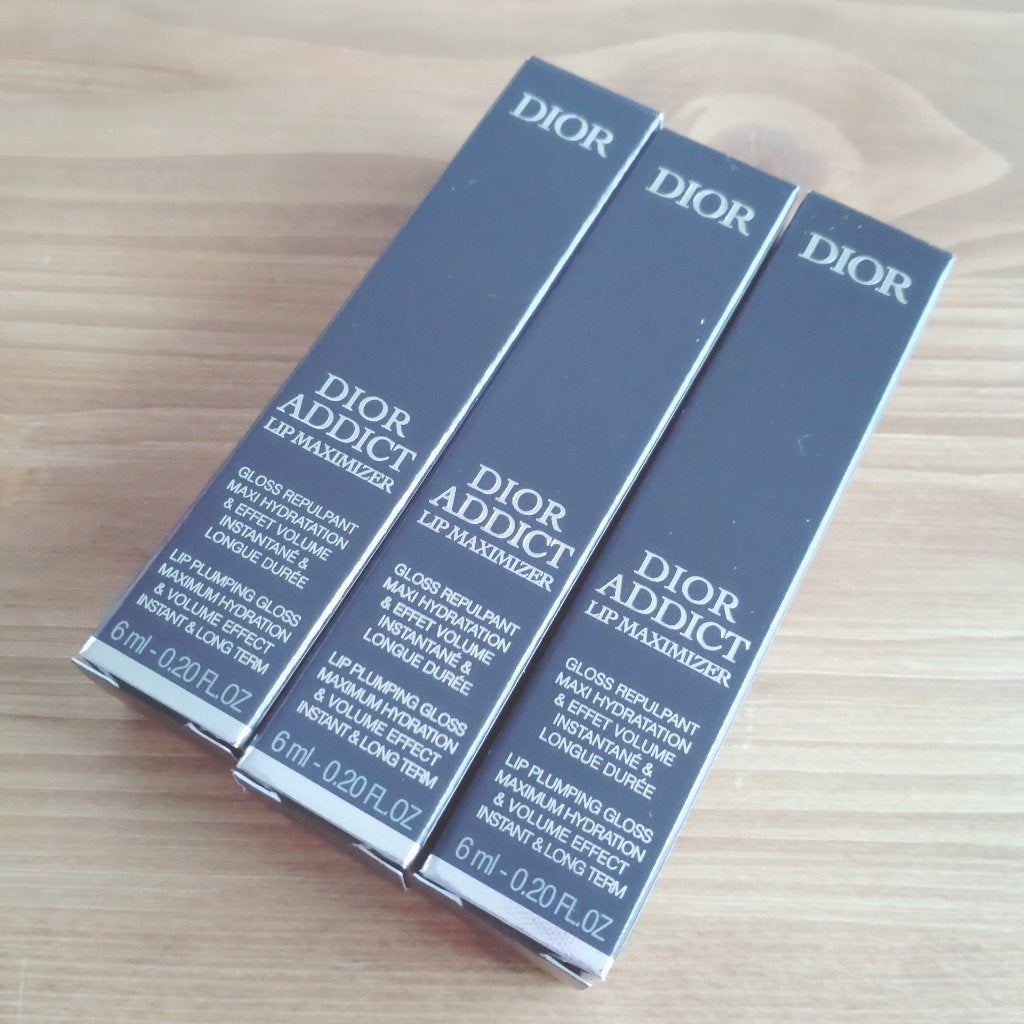 DIOR
DIOR
ADDICT
LIP MAXIMIZER
GLOSS REPULPANT
MAXI HYDRATATION
& EFFET VOLUME
INSTANTANÉ &
LONGUE DURÉE
LIP PLUMPING GLOSS
MAXIMUM HYDRATION
& VOLUME EFFECT
INSTANT & LONG TERM
6 ml - 0.20 FL.OZ
DIOR
DIOR
ADDICT
LIP MAXIMIZER
GLOSS REPULPANT
MAXI HYDRATATION
& EFFET VOLUME
INSTANTANÉ &
LONGUE DURÉE
LIP PLUMPING GLOSS
MAXIMUM HYDRATION
& VOLUME EFFECT
INSTANT & LONG TERM
6 ml - 0.20 FL.OZ
DIOR
DIOR
ADDICT
LIP MAXIMIZER
GLOSS REPULPANT
MAXI HYDRATATION
& EFFET VOLUME
INSTANTANÉ &
LONGUE DURÉE
LIP PLUMPING GLOSS
MAXIMUM HYDRATION
& VOLUME EFFECT
INSTANT & LONG TERM
6 ml - 0.20 FL.OZ